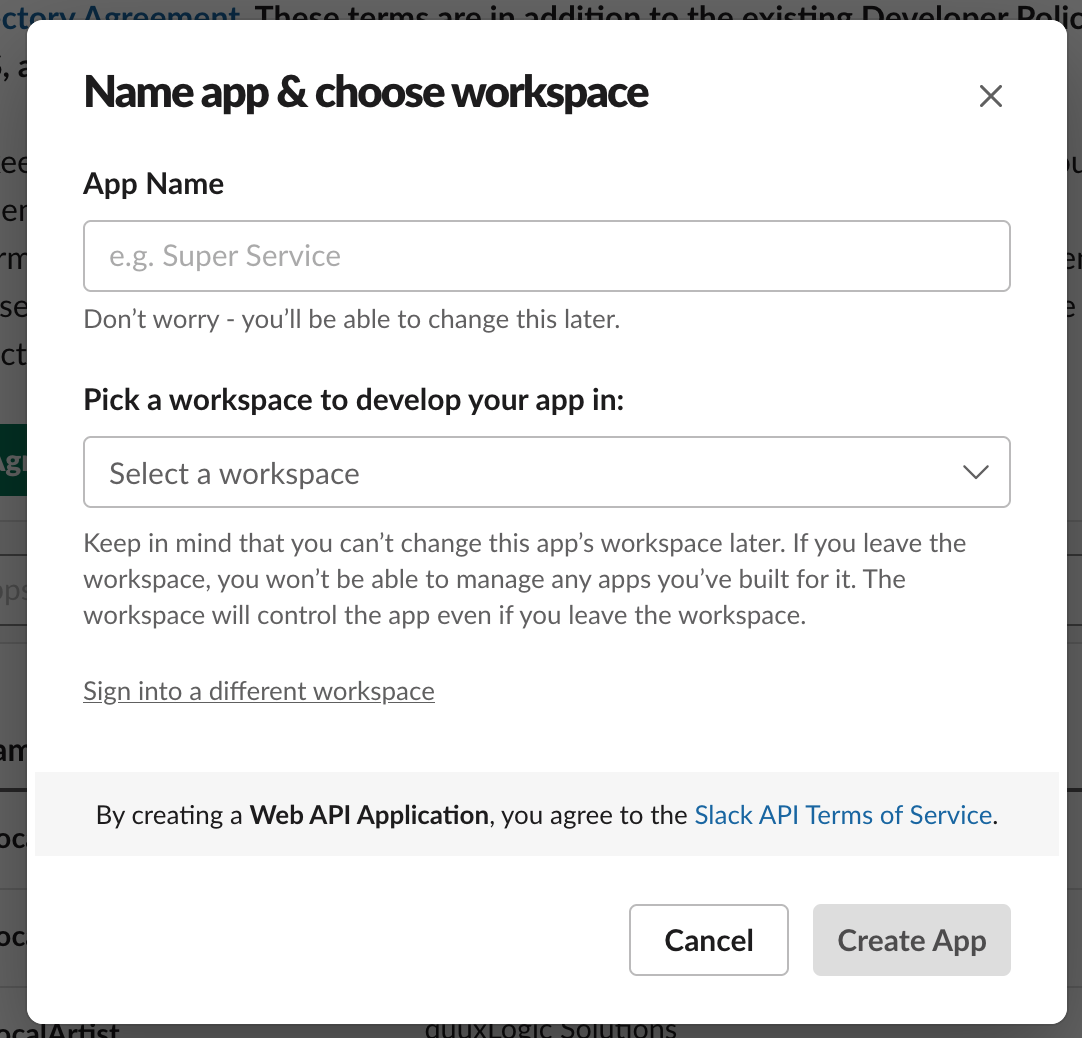 Agreement. These terms are in addition to the existing Developer
Name app & choose workspace
App Name
e.g. Super Service
Don't worry - you'll be able to change this later.
Pick a workspace to develop your app in:
Select a workspace
Keep in mind that you can't change this app's workspace later. If you leave the
workspace, you won't be able to manage any apps you've built for it. The
workspace will control the app even if you leave the workspace.
Sign into a different workspace
By creating a Web API Application, you agree to the Slack API Terms of Service.
Cancel
Create App
ocalArtist
quuxLogic Solutions